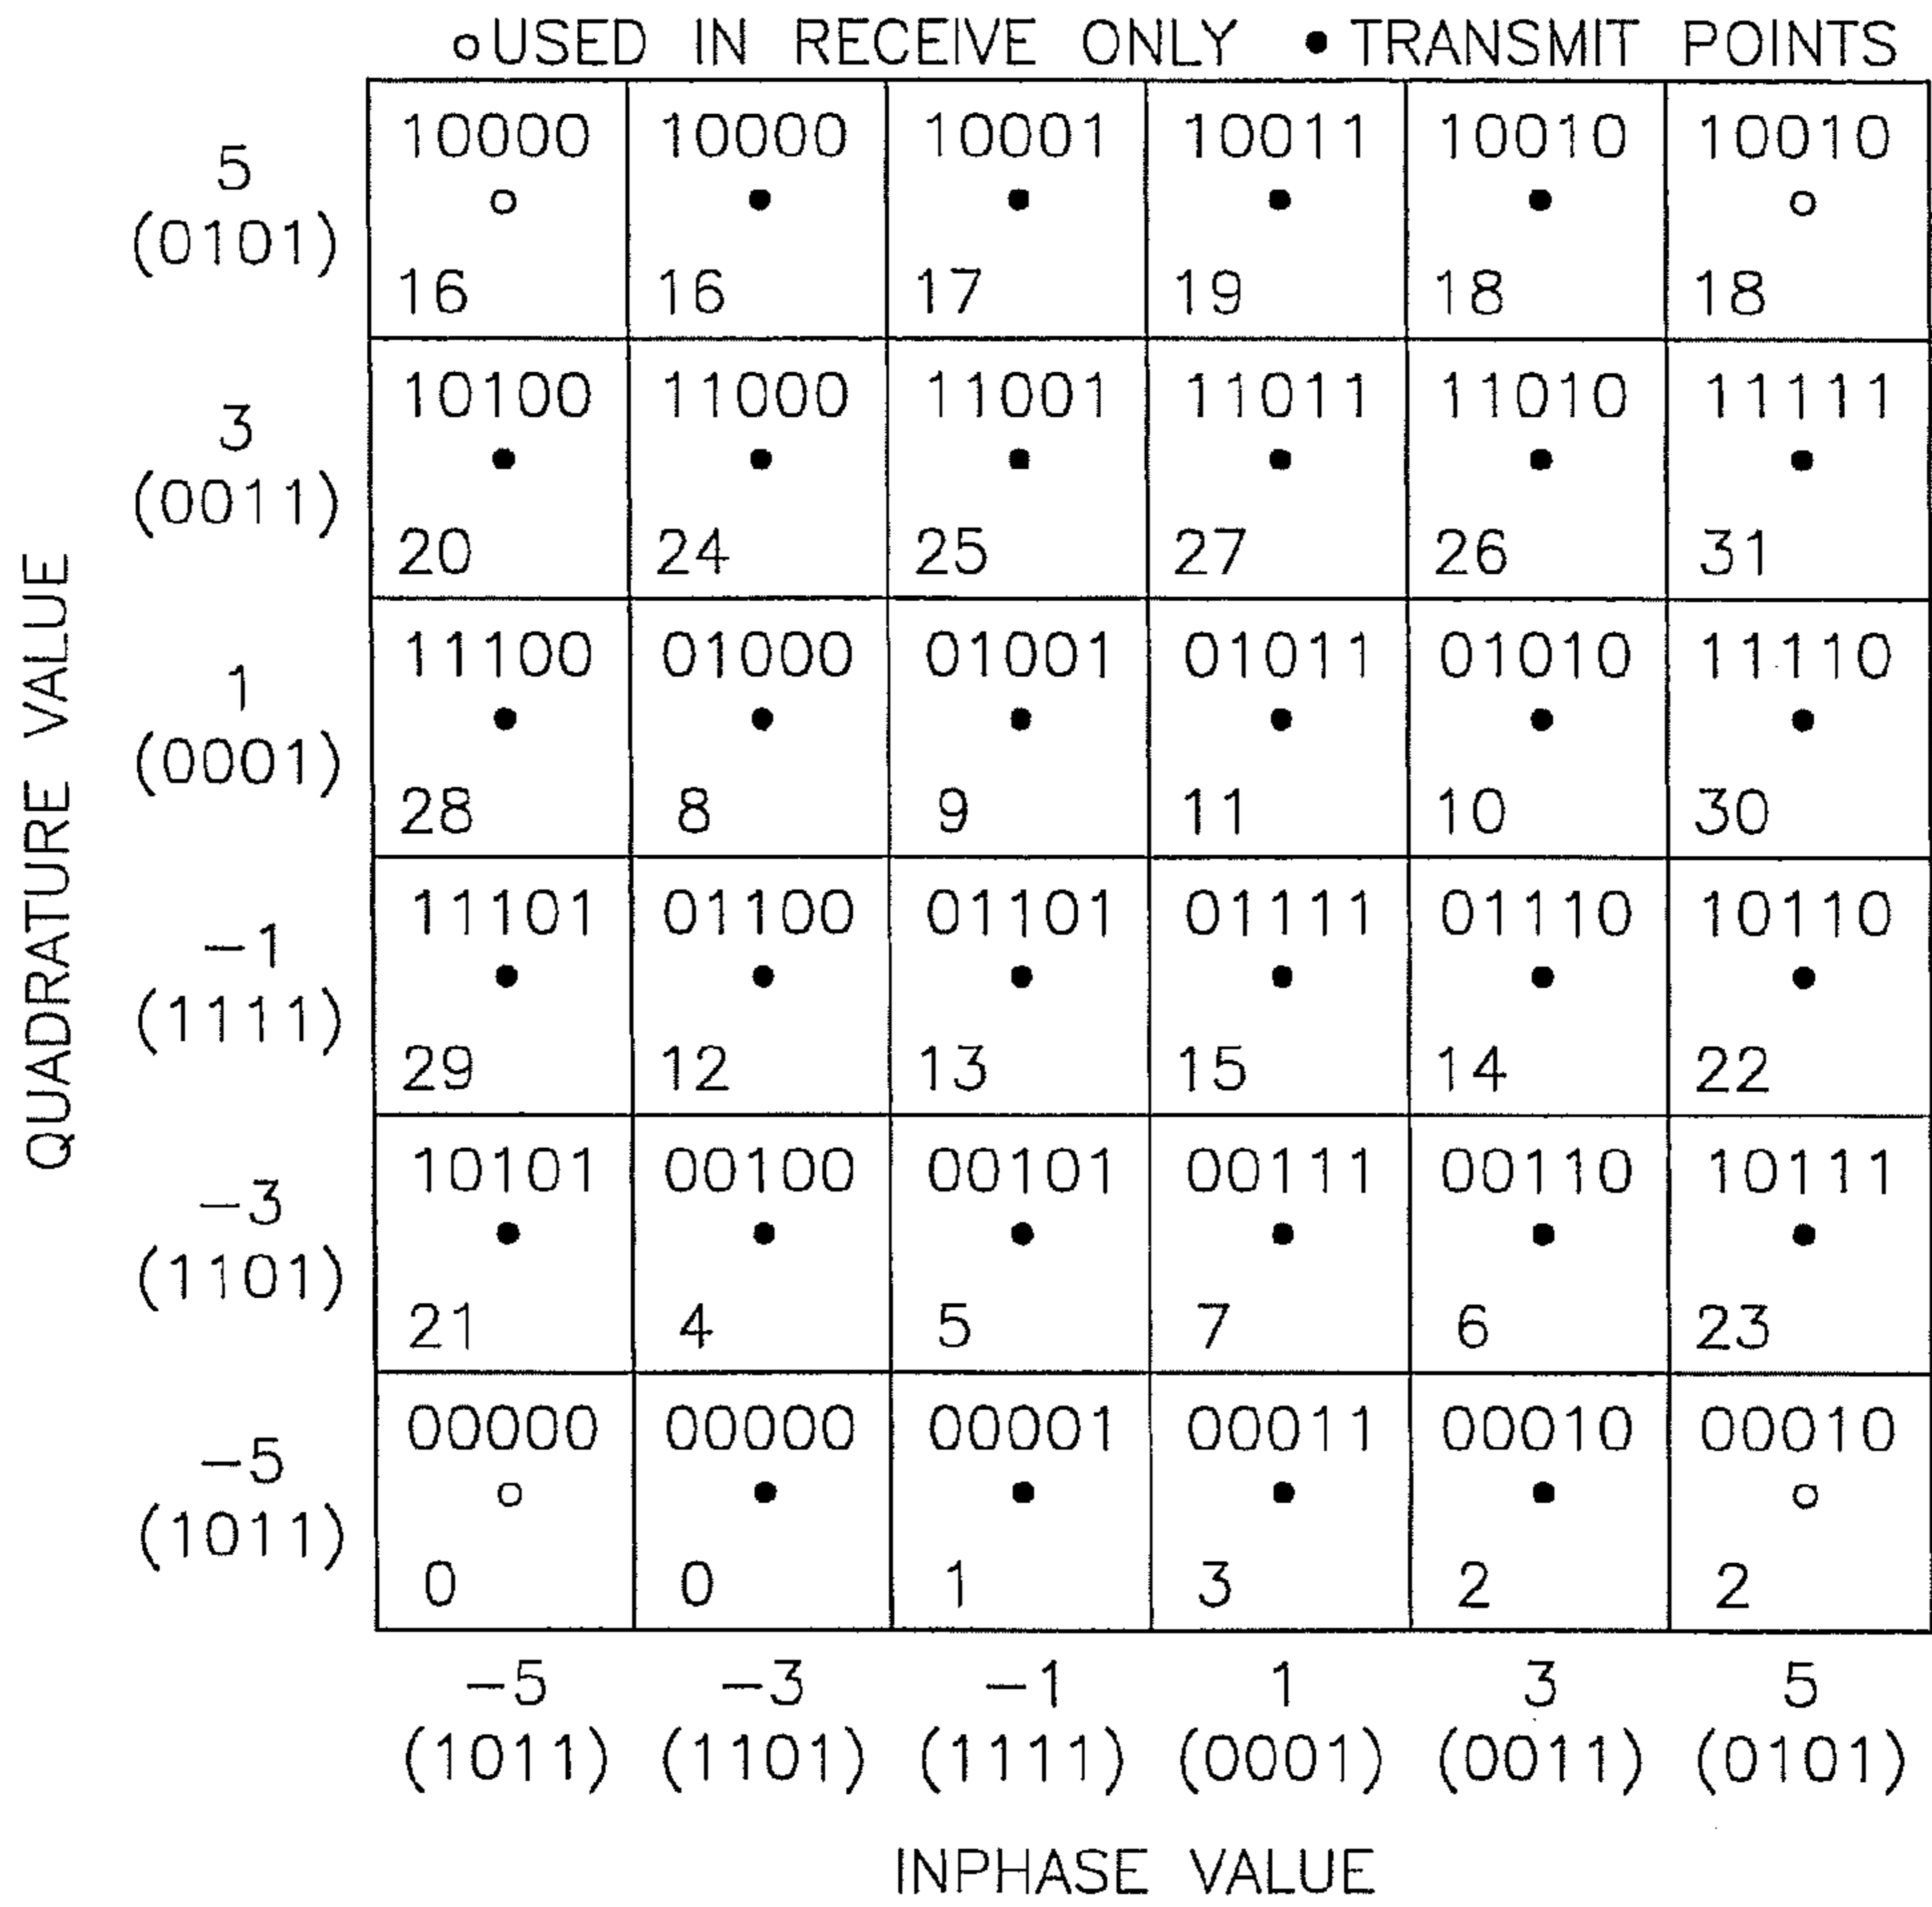 ○ USED IN RECEIVE ONLY ● TRANSMIT POINTS
5 (0101)
10000 10000 10001 10011 10010 10010
16 16 17 19 18 18
3 (0011)
10100 11000 11001 11011 11010 11111
20 24 25 27 26 31
1 (0001)
11100 01000 01001 01011 01010 11110
28 8 9 11 10 30
−1 (1111)
11101 01100 01101 01111 01110 10110
29 12 13 15 14 22
−3 (1101)
10101 00100 00101 00111 00110 10111
21 4 5 7 6 23
−5 (1011)
00000 00000 00001 00011 00010 00010
0 0 1 3 2 2
QUADRATURE VALUE
−5 −3 −1 1 3 5
(1011) (1101) (1111) (0001) (0011) (0101)
INPHASE VALUE